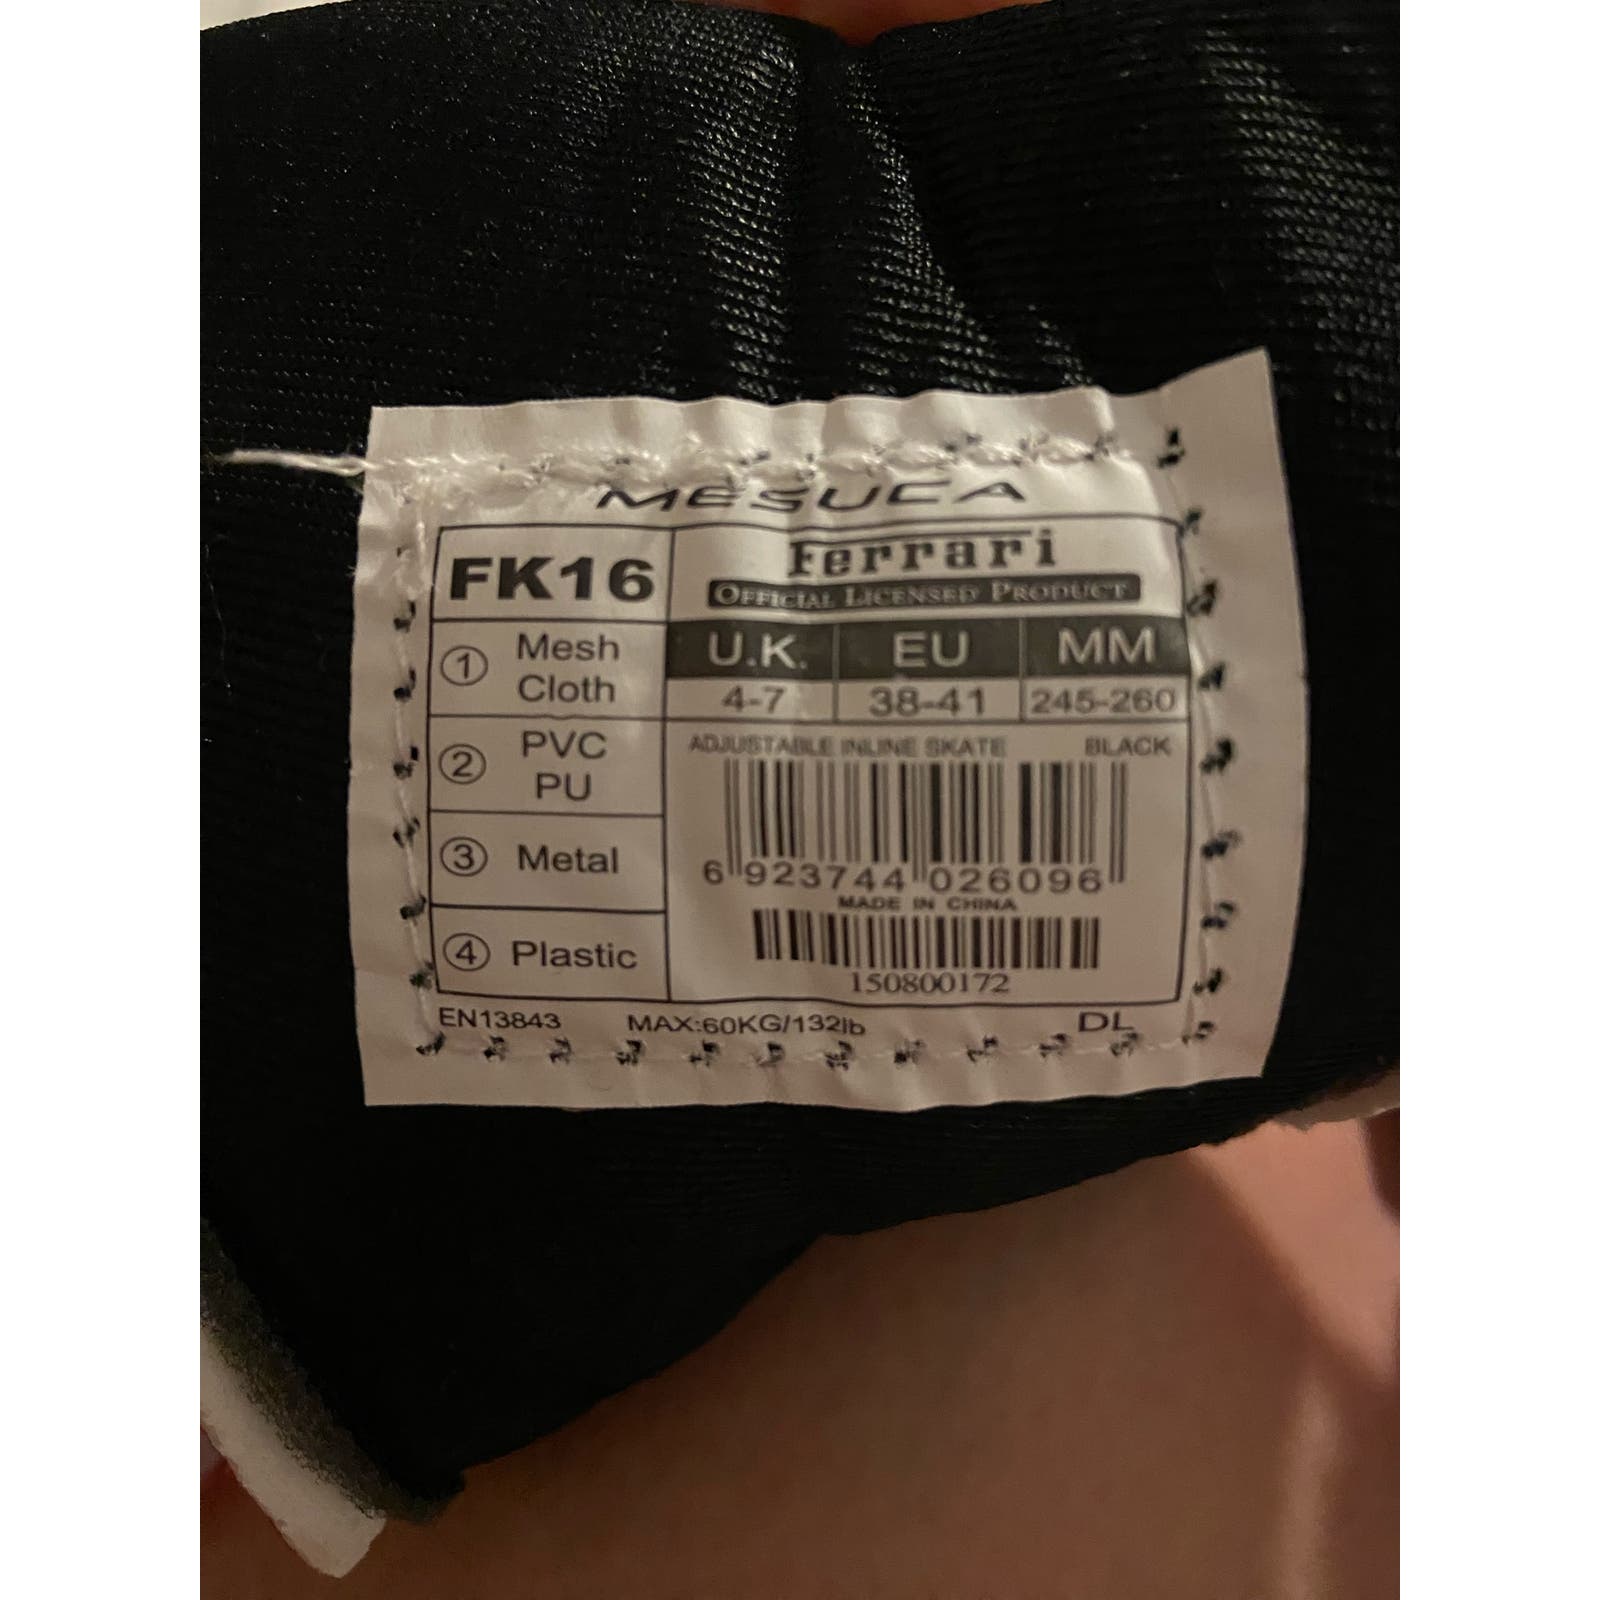 MESUCA
FK16
Ferrari
OFFICIAL LICENSED PRODUCT
U.K. EU MM
4-7 38-41 245-260
1 Mesh
Cloth
2 PVC
PU
3 Metal
4 Plastic
ADJUSTABLE INLINE SKATE BLACK
6 923744 026096
MADE IN CHINA
150800172
EN13843 MAX:60KG/132lb DL